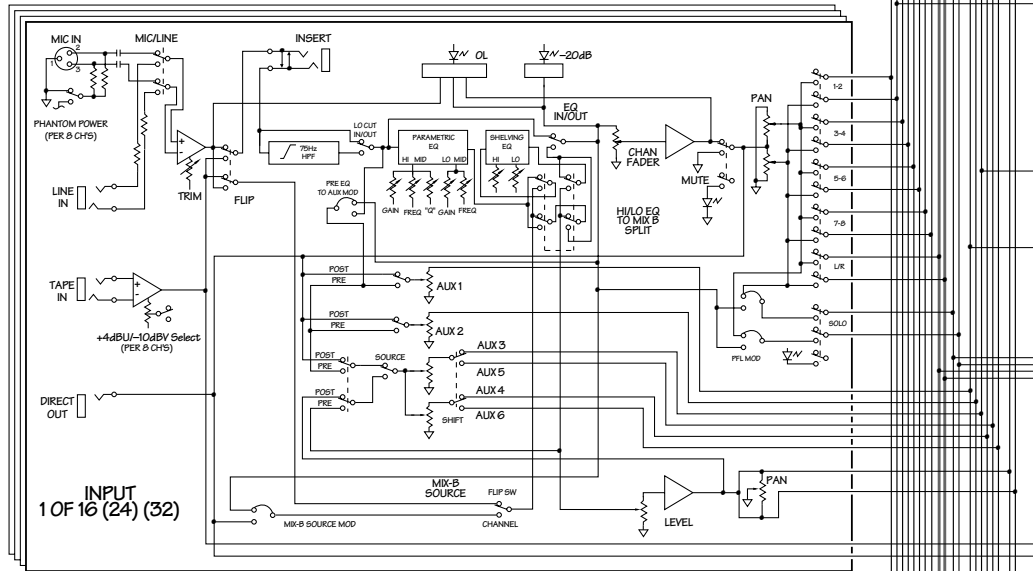 MIC IN
MIC/LINE
INSERT
OL
-20dB
2
1
3
PHANTOM POWER
(PER 8 CH'S)
LINE
IN
+
-
TRIM
FLIP
LO CUT
IN/OUT
75Hz
HPF
PARAMETRIC
EQ
HI MID
LO MID
SHELVING
EQ
HI
LO
EQ
IN/OUT
GAIN
FREQ
"Q"
GAIN
FREQ
PRE EQ
TO AUX MOD
CHAN
FADER
MUTE
PAN
HI/LO EQ
TO MIX B
SPLIT
1-2
3-4
5-6
7-8
L/R
SOLO
PFL MOD
TAPE
IN
+
-
+4dBU/-10dBV Select
(PER 8 CH'S)
POST
PRE
AUX 1
POST
PRE
AUX 2
POST
PRE
SOURCE
AUX 3
AUX 5
POST
PRE
AUX 4
SHIFT
AUX 6
DIRECT
OUT
INPUT
1 OF 16 (24) (32)
MIX-B
SOURCE
FLIP SW
CHANNEL
MIX-B SOURCE MOD
LEVEL
PAN